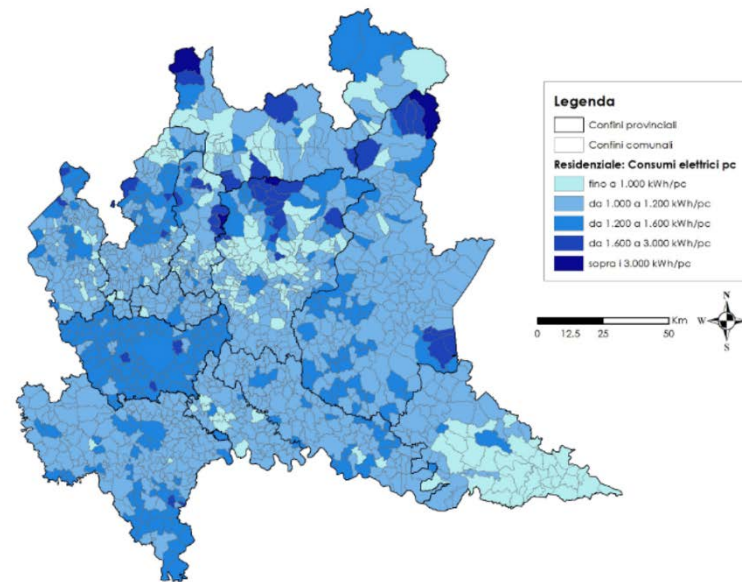 Legenda
Confini provinciali
Confini comunali
Residenziale: Consumi elettrici pc
fino a 1.000 kWh/pc
da 1.000 a 1.200 kWh/pc
da 1.200 a 1.600 kWh/pc
da 1.600 a 3.000 kWh/pc
sopra i 3.000 kWh/pc
Km
0 12.5 25 50
N
W E
S